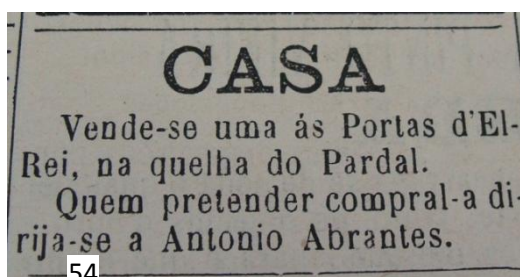 CASA
Vende-se uma ás Portas d'El-
Rei, na quelha do Pardal.
Quem pretender compral-a di-
rija-se a Antonio Abrantes.
54